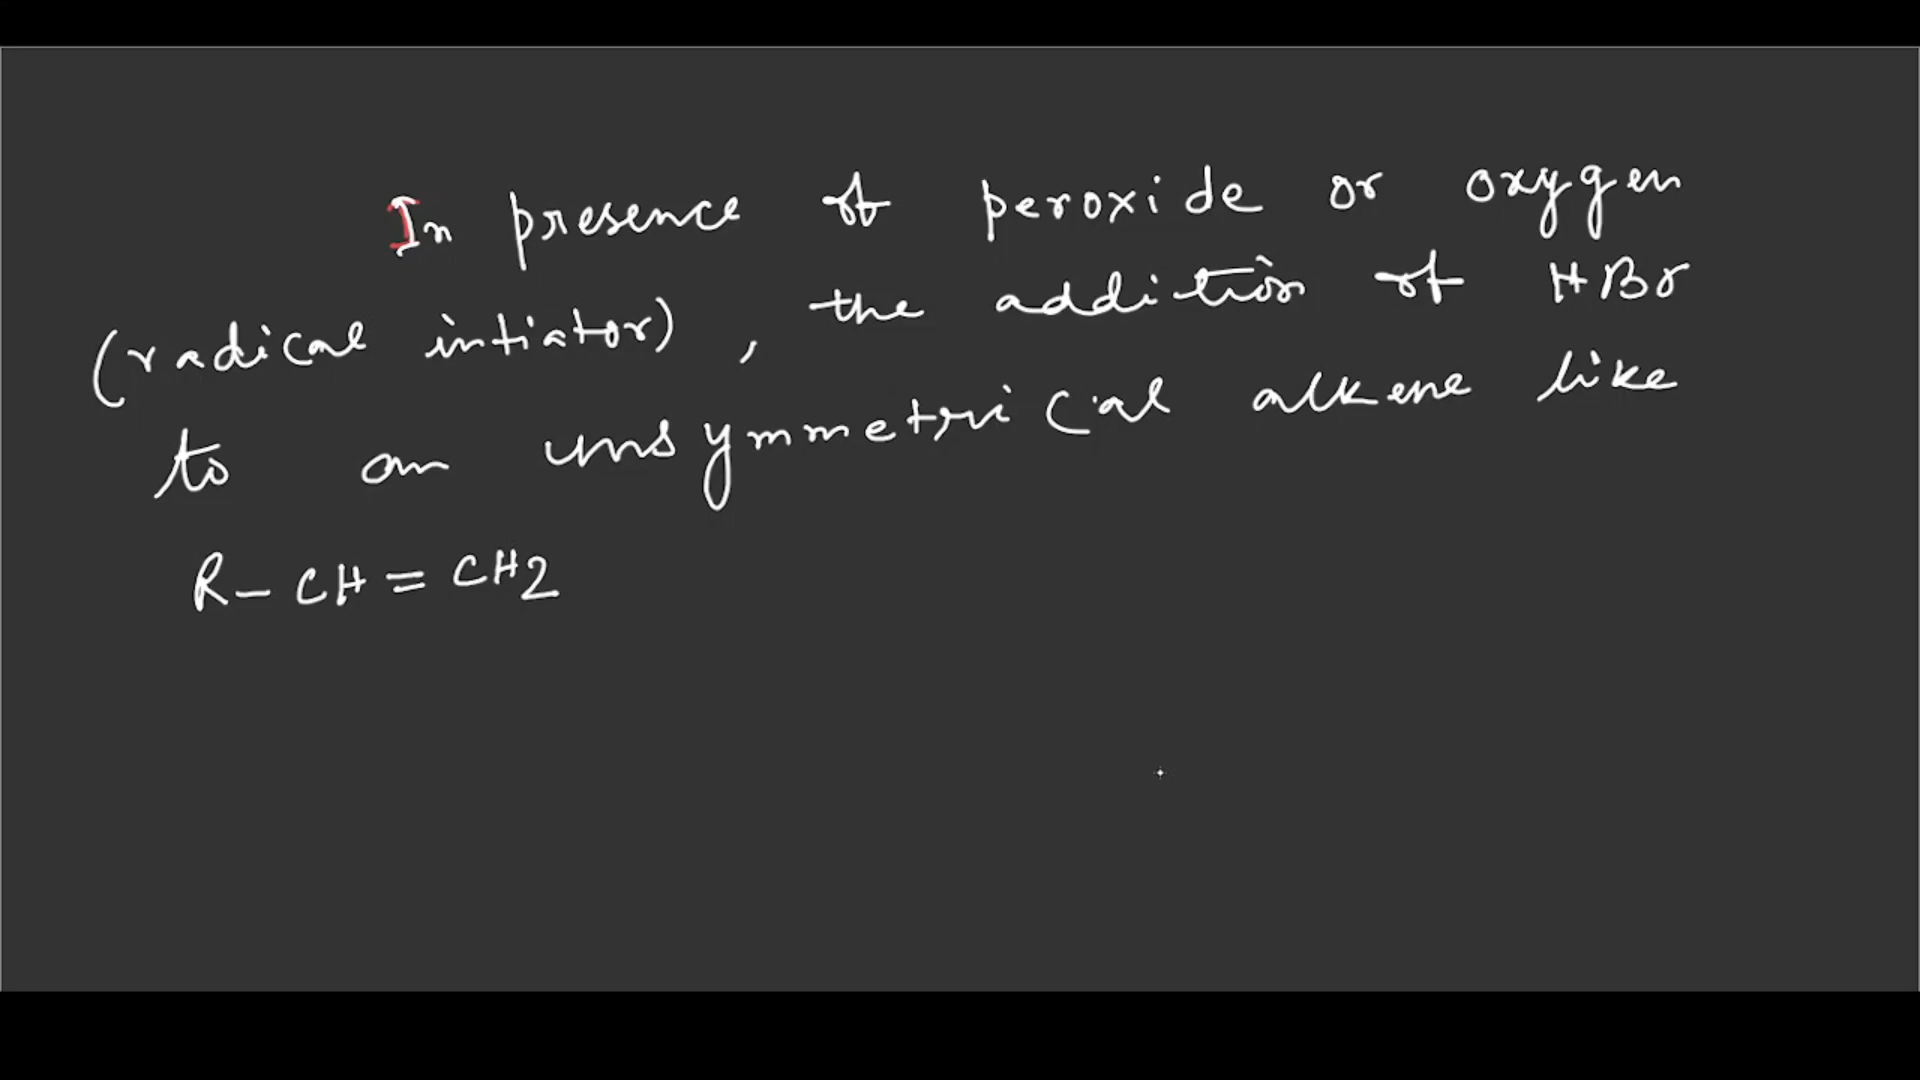 In presence of peroxide or oxygen
(radical intiator), the addition of HBr
to an unsymmetrical alkene like
R- CH = CH2